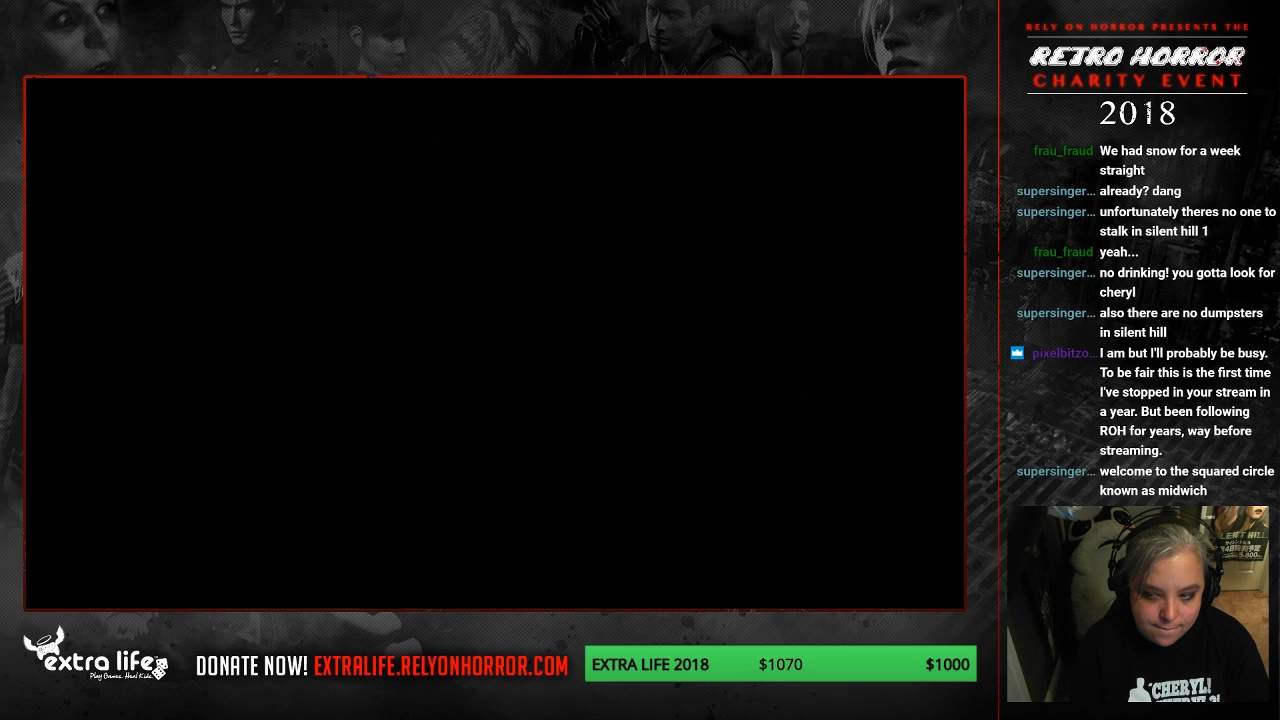 RELY ON HORROR PRESENTS THE
RETRO HORROR
CHARITY EVENT
2018
frau_fraud We had snow for a week
straight
supersinger... already? dang
supersinger... unfortunately theres no one to
stalk in silent hill 1
frau_fraud yeah...
supersinger... no drinking! you gotta look for
cheryl
supersinger... also there are no dumpsters
in silent hill
pixelbitzo... I am but I'll probably be busy.
To be fair this is the first time
I've stopped in your stream in
a year. But been following
ROH for years, way before
streaming.
supersinger... welcome to the squared circle
known as midwich
CHERYL!
extra life
Play Games. Heal Kids.
DONATE NOW! EXTRALIFE.RELYONHORROR.COM
EXTRA LIFE 2018 $1070 $1000